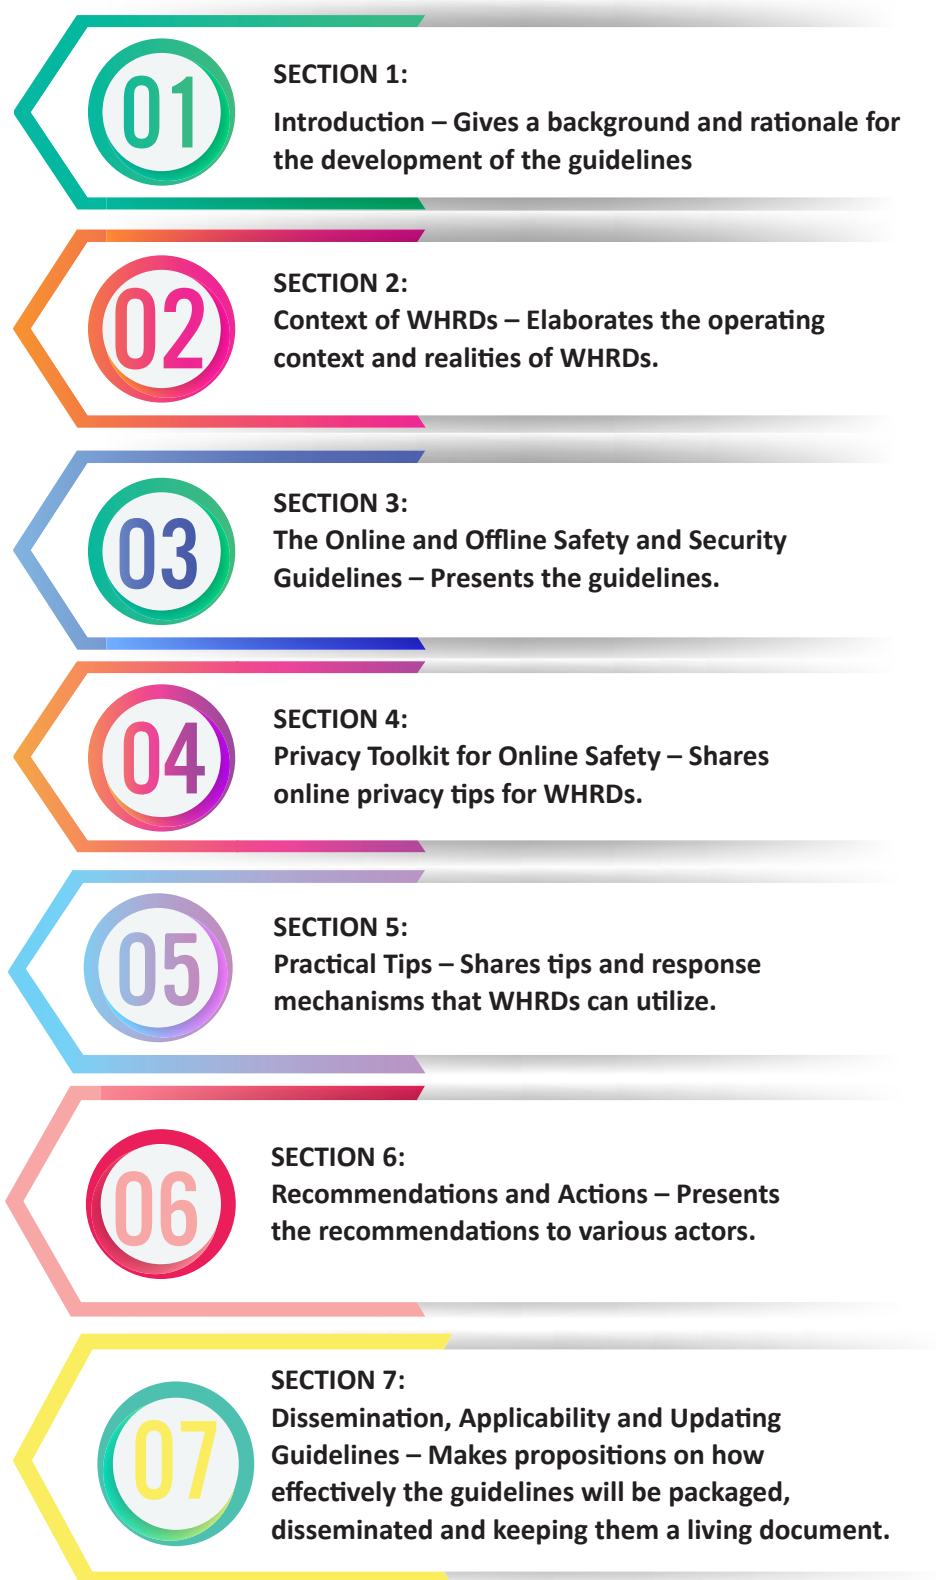 01
SECTION 1:
Introduction – Gives a background and rationale for
the development of the guidelines
02
SECTION 2:
Context of WHRDs – Elaborates the operating
context and realities of WHRDs.
03
SECTION 3:
The Online and Offline Safety and Security
Guidelines – Presents the guidelines.
04
SECTION 4:
Privacy Toolkit for Online Safety – Shares
online privacy tips for WHRDs.
05
SECTION 5:
Practical Tips – Shares tips and response
mechanisms that WHRDs can utilize.
06
SECTION 6:
Recommendations and Actions – Presents
the recommendations to various actors.
07
SECTION 7:
Dissemination, Applicability and Updating
Guidelines – Makes propositions on how
effectively the guidelines will be packaged,
disseminated and keeping them a living document.